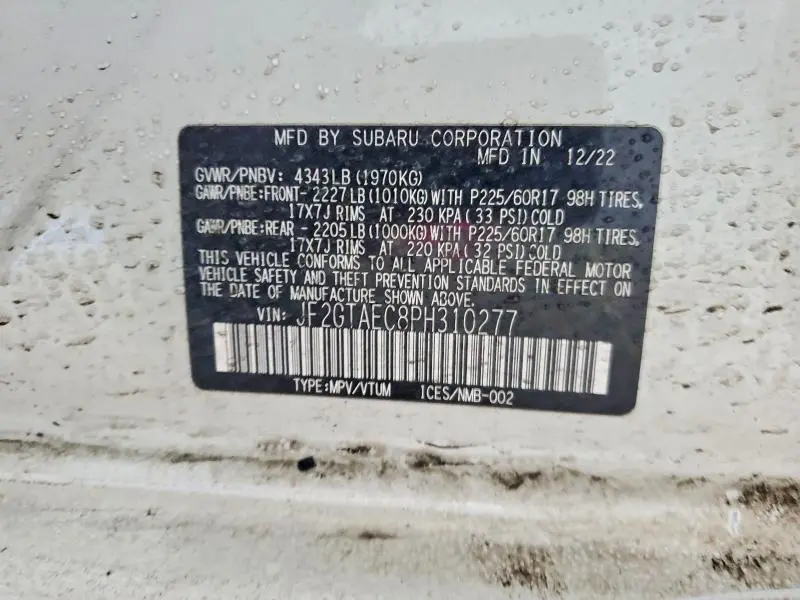 MFD BY SUBARU CORPORATION
MFD IN 12/22
GVWR/PNBV: 4343LB (1970KG)
GAWR/PNBE:FRONT- 2227LB (1010KG) WITH P225/60R17 98H TIRES,
17X7J RIMS AT 230 KPA( 33 PSI) COLD
GAWR/PNBE:REAR - 2205LB (1000KG) WITH P225/60R17 98H TIRES,
17X7J RIMS AT 220 KPA( 32 PSI) COLD
THIS VEHICLE CONFORMS TO ALL APPLICABLE FEDERAL MOTOR
VEHICLE SAFETY AND THEFT PREVENTION STANDARDS IN EFFECT ON
THE DATE OF MANUFACTURE SHOWN ABOVE.
VIN: JF2GTAEC8PH310277
TYPE:MPV/VTUM ICES/NMB-002